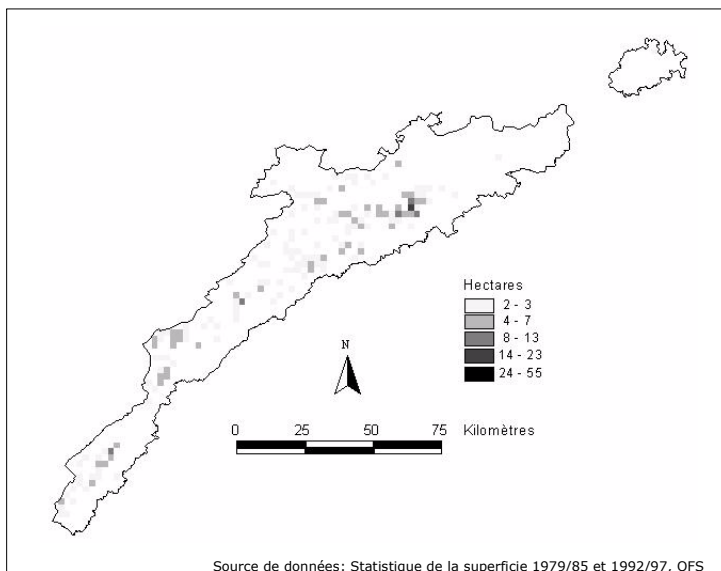 Hectares
2 - 3
4 - 7
8 - 13
14 - 23
24 - 55
N
0 25 50 75 Kilomètres
Source de données: Statistique de la superficie 1979/85 et 1992/97, OFS